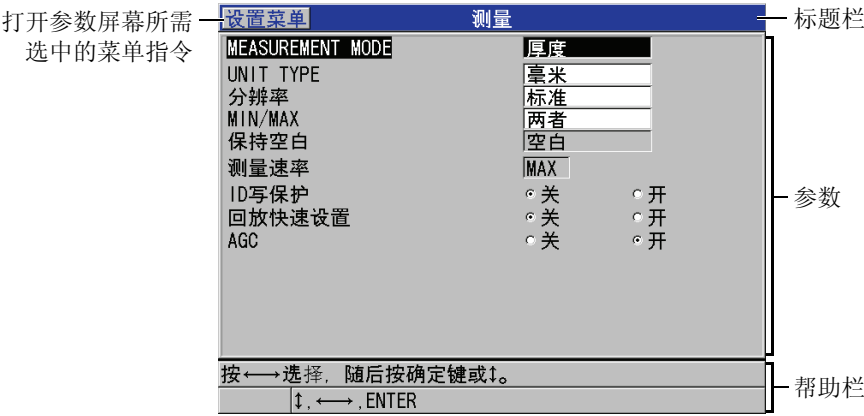 打开参数屏幕所需
选中的菜单指令
设置菜单 测量
标题栏
MEASUREMENT MODE 厚度
UNIT TYPE 毫米
分辨率 标准
MIN/MAX 两者
保持空白 空白
测量速率 MAX
ID写保护 关 开
回放快速设置 关 开
AGC 关 开
参数
按←→选择, 随后按确定键或↕。
↕,←→,ENTER
帮助栏